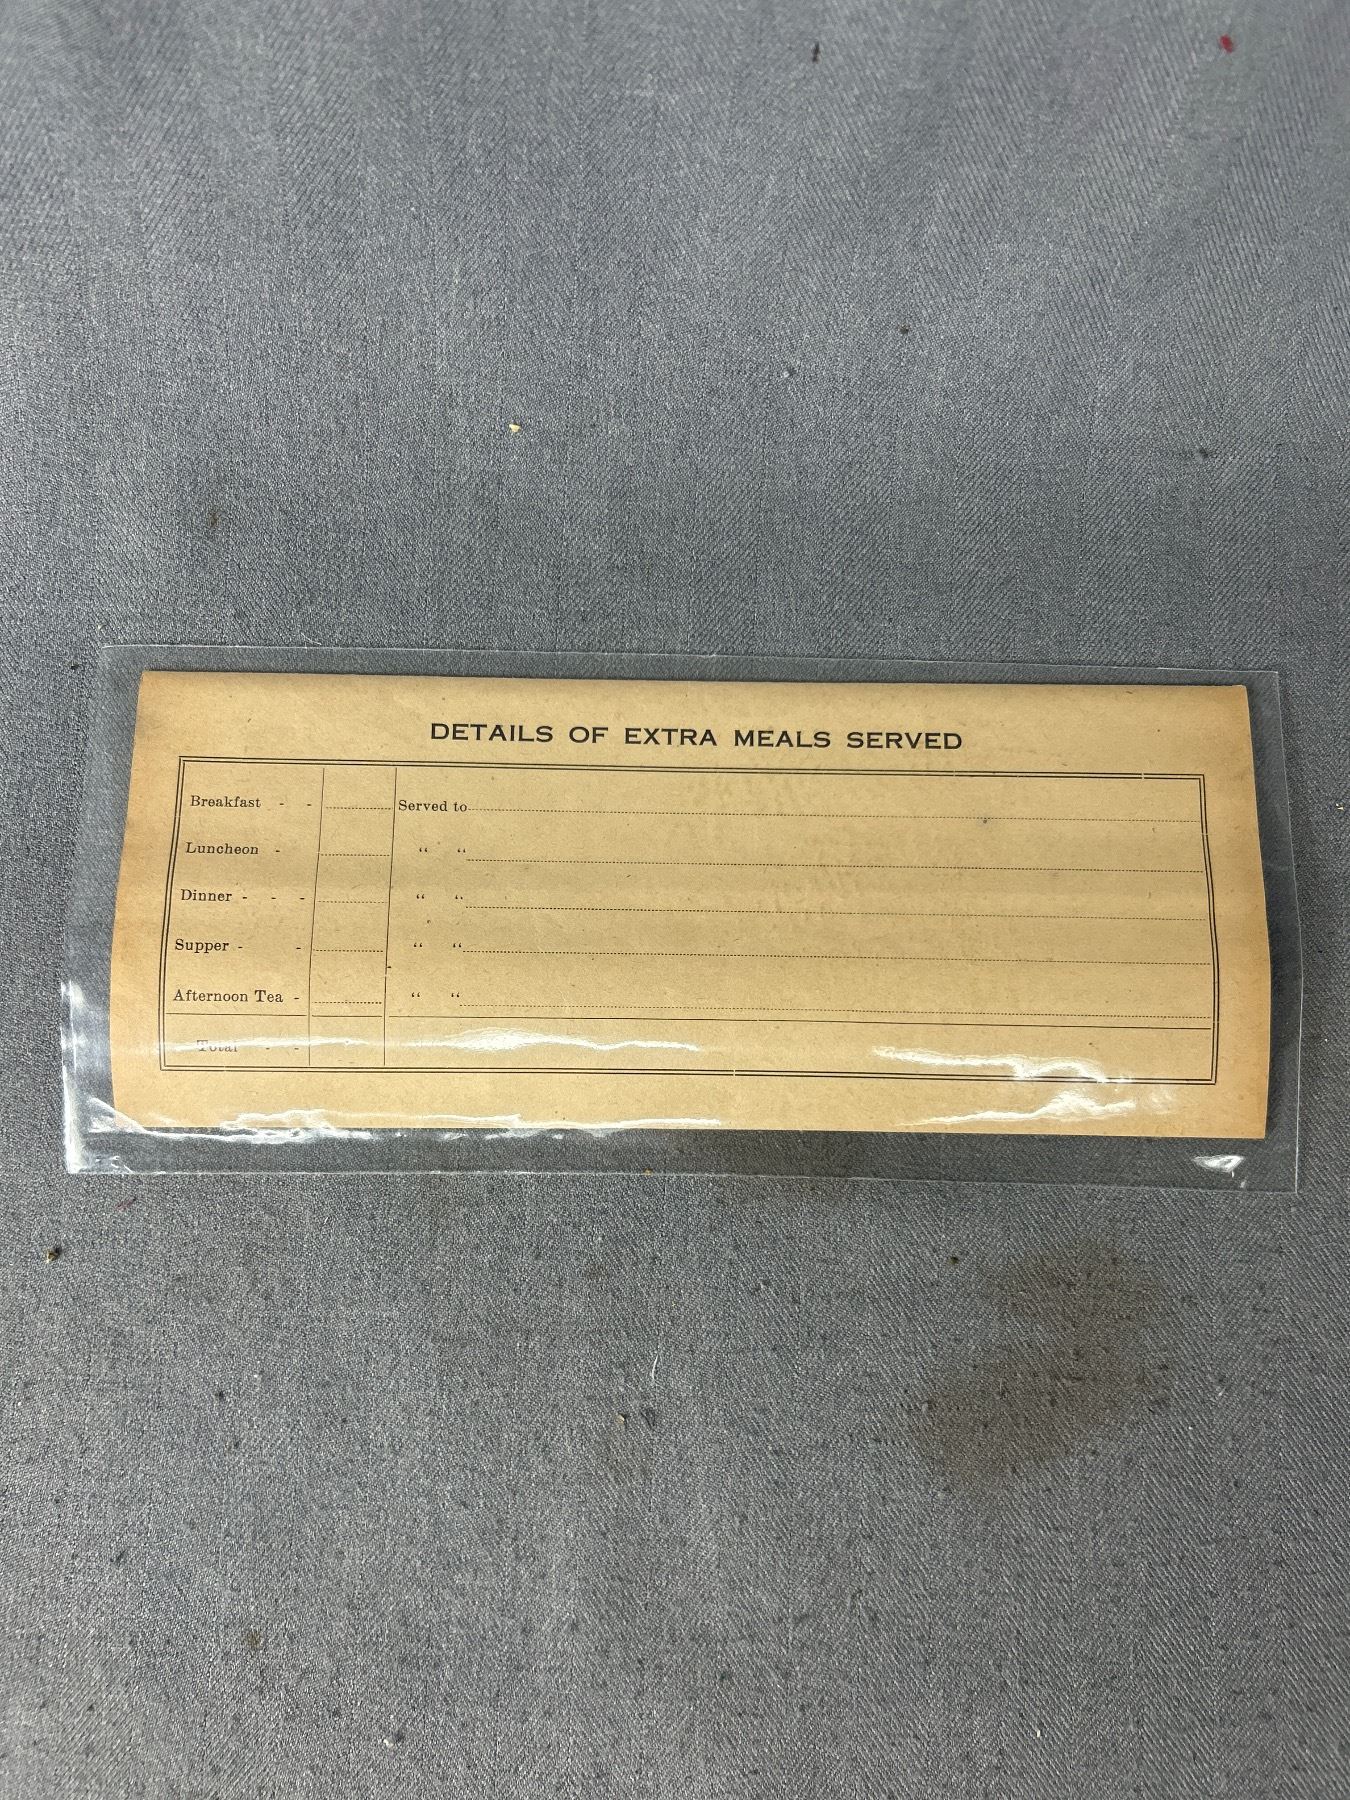 DETAILS OF EXTRA MEALS SERVED
Breakfast - - Served to
Luncheon - “ “
Dinner - - - “ “
Supper - - “ “
Afternoon Tea - “ “
Total - -